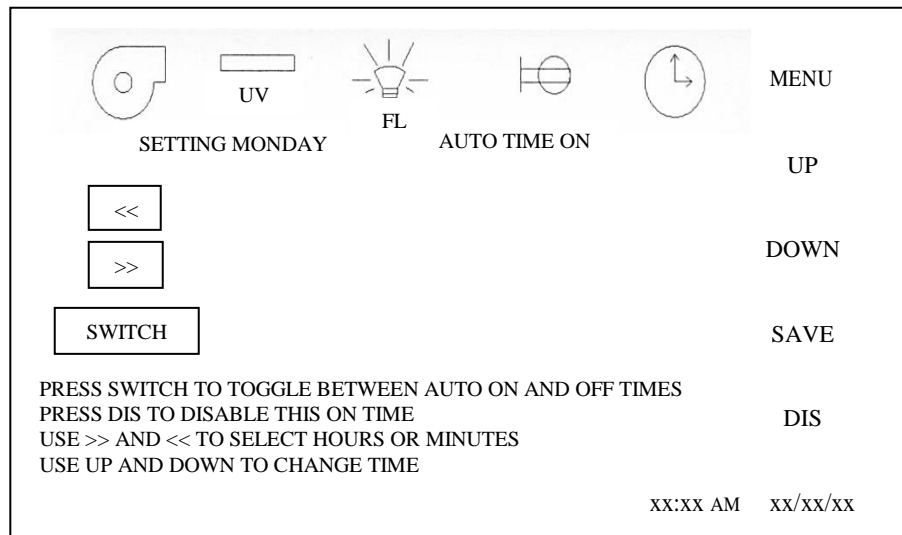 MENU
UV
FL
SETTING MONDAY AUTO TIME ON
UP
<<
DOWN
>>
SWITCH
SAVE
PRESS SWITCH TO TOGGLE BETWEEN AUTO ON AND OFF TIMES
PRESS DIS TO DISABLE THIS ON TIME
DIS
USE >> AND << TO SELECT HOURS OR MINUTES
USE UP AND DOWN TO CHANGE TIME
xx:xx AM xx/xx/xx